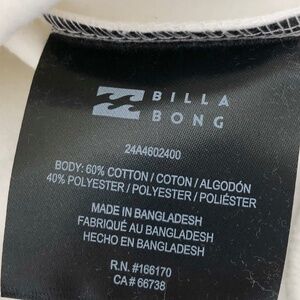 BILLA
BONG
24A4602400
BODY: 60% COTTON / COTON / ALGODÓN
40% POLYESTER / POLYESTER / POLIÉSTER
MADE IN BANGLADESH
FABRIQUÉ AU BANGLADESH
HECHO EN BANGLADESH
R.N. #166170
CA# 66738